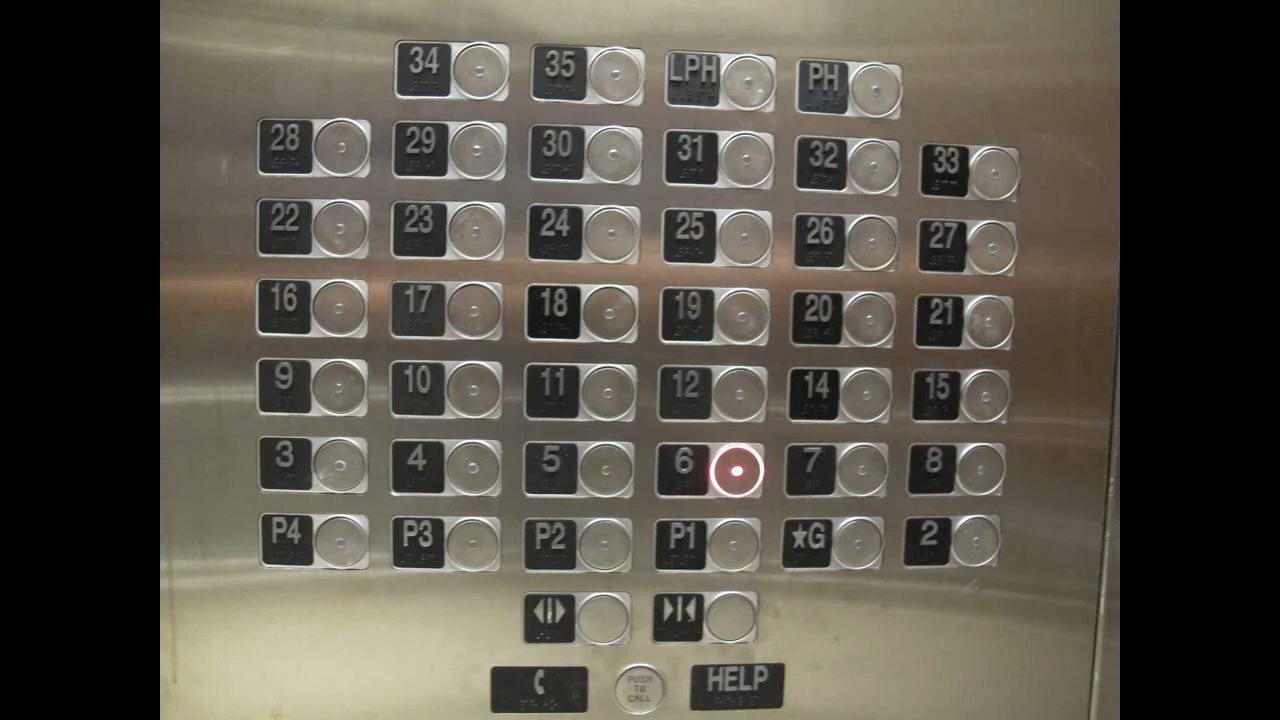 34 35 LPH PH
28 29 30 31 32 33
22 23 24 25 26 27
16 17 18 19 20 21
9 10 11 12 14 15
3 4 5 6 7 8
P4 P3 P2 P1 ★G 2
PUSH
TO
CALL
HELP